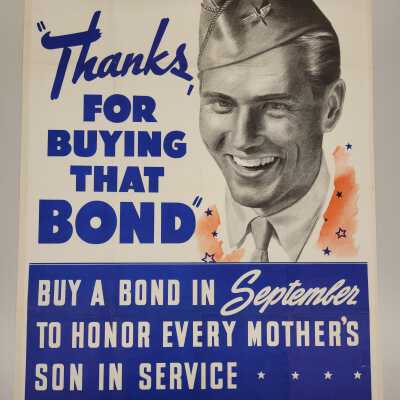 "Thanks,
FOR
BUYING
THAT
BOND"
BUY A BOND IN September
TO HONOR EVERY MOTHER'S
SON IN SERVICE